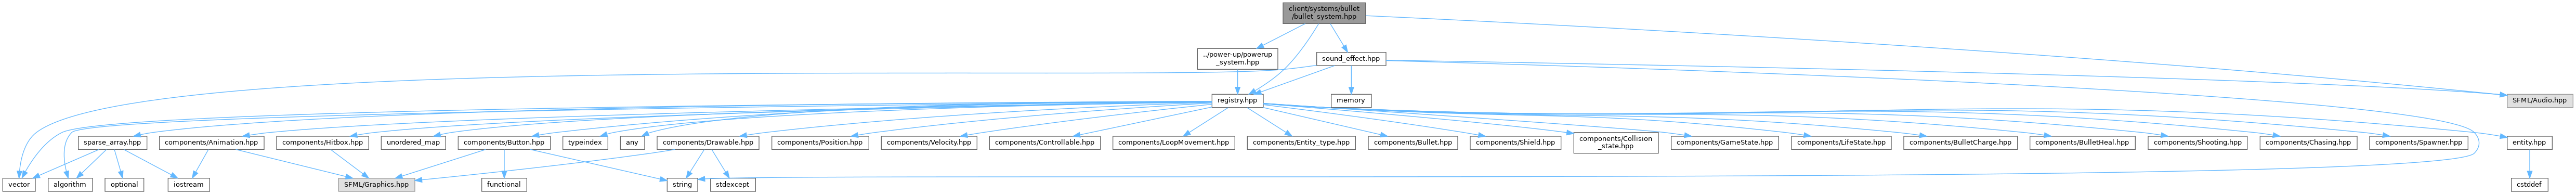 client/systems/bullet
/bullet_system.hpp
../power-up/powerup
_system.hpp
sound_effect.hpp
registry.hpp
memory
SFML/Audio.hpp
sparse_array.hpp
components/Animation.hpp
components/Hitbox.hpp
unordered_map
components/Button.hpp
typeindex
any
components/Drawable.hpp
components/Position.hpp
components/Velocity.hpp
components/Controllable.hpp
components/LoopMovement.hpp
components/Entity_type.hpp
components/Bullet.hpp
components/Shield.hpp
components/Collision
_state.hpp
components/GameState.hpp
components/LifeState.hpp
components/BulletCharge.hpp
components/BulletHeal.hpp
components/Shooting.hpp
components/Chasing.hpp
components/Spawner.hpp
entity.hpp
vector
algorithm
optional
iostream
SFML/Graphics.hpp
functional
string
stdexcept
cstddef